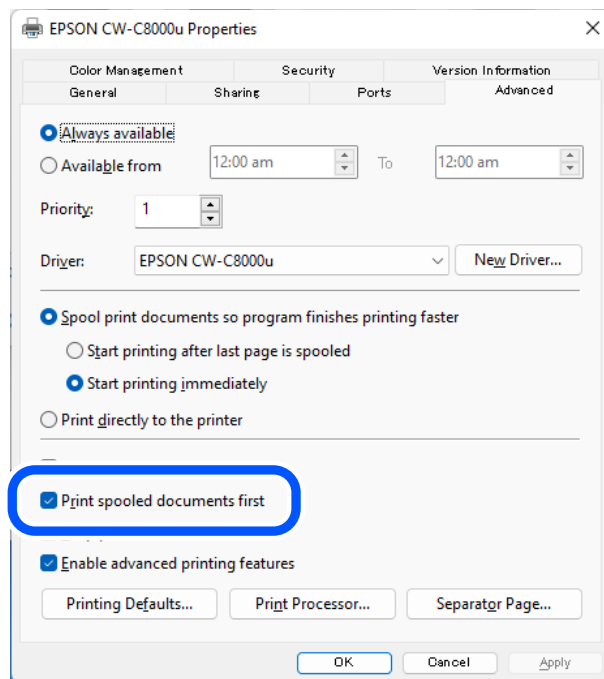 EPSON CW-C8000u Properties
Color Management Security Version Information
General Sharing Ports Advanced
Always available
Available from 12:00 am To 12:00 am
Priority: 1
Driver: EPSON CW-C8000u New Driver...
Spool print documents so program finishes printing faster
Start printing after last page is spooled
Start printing immediately
Print directly to the printer
Print spooled documents first
Enable advanced printing features
Printing Defaults... Print Processor... Separator Page...
OK Cancel Apply